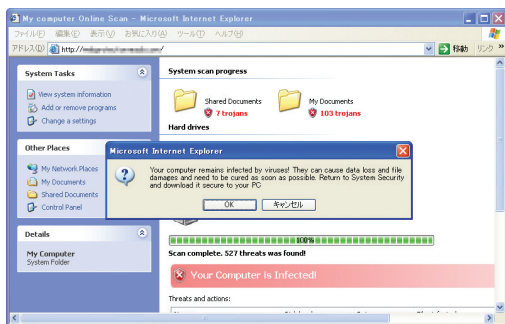 My computer Online Scan - Microsoft Internet Explorer
ファイル(F) 編集(E) 表示(V) お気に入り(A) ツール(T) ヘルプ(H)
アドレス(D) http:// 移動 リンク »
System Tasks
View system information
Add or remove programs
Change a settings
Other Places
My Network Places
My Documents
Shared Documents
Control Panel
Details
My Computer
System Folder
System scan progress
Shared Documents
7 trojans
My Documents
103 trojans
Hard drives
Microsoft Internet Explorer
Your computer remains infected by viruses! They can cause data loss and file
damages and need to be cured as soon as possible. Return to System Security
and download it secure to your PC
OK キャンセル
100%
Scan complete. 527 threats was found!
Your Computer is Infected!
Threats and actions: